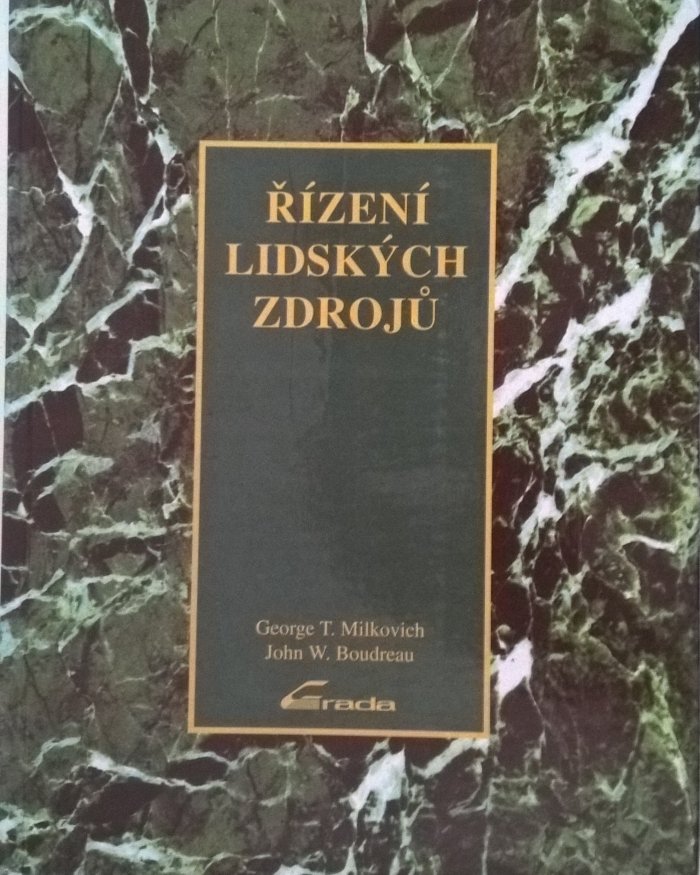 ŘÍZENÍ
LIDSKÝCH
ZDROJŮ
George T. Milkovich
John W. Boudreau
Grada